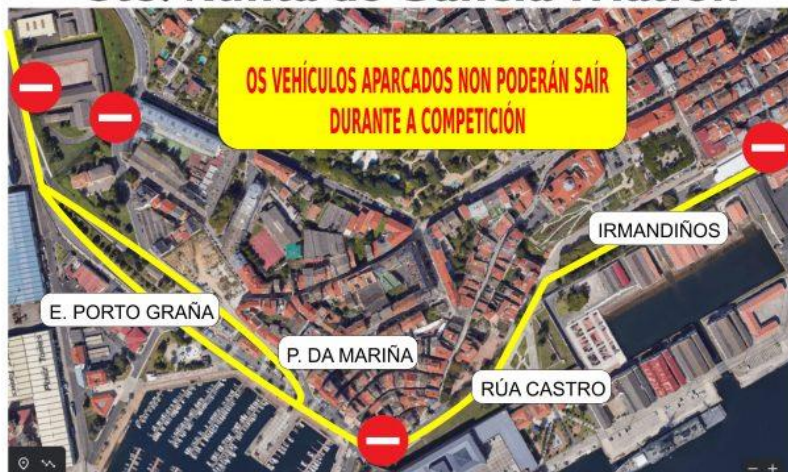 OS VEHÍCULOS APARCADOS NON PODERÁN SAÍR
DURANTE A COMPETICIÓN
IRMANDIÑOS
E. PORTO GRAÑA
P. DA MARIÑA
RÚA CASTRO